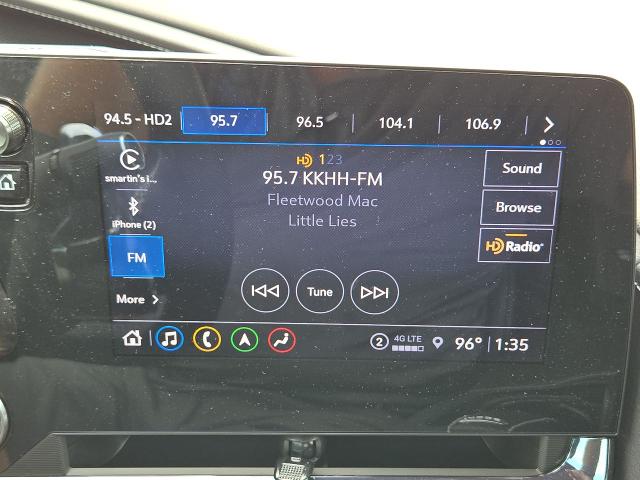 94.5 - HD2 95.7 96.5 104.1 106.9
HD 123
95.7 KKHH-FM
Fleetwood Mac
Little Lies
smartin's i...
iPhone (2)
FM
More
Sound
Browse
HD Radio
Tune
2 4G LTE 96° 1:35